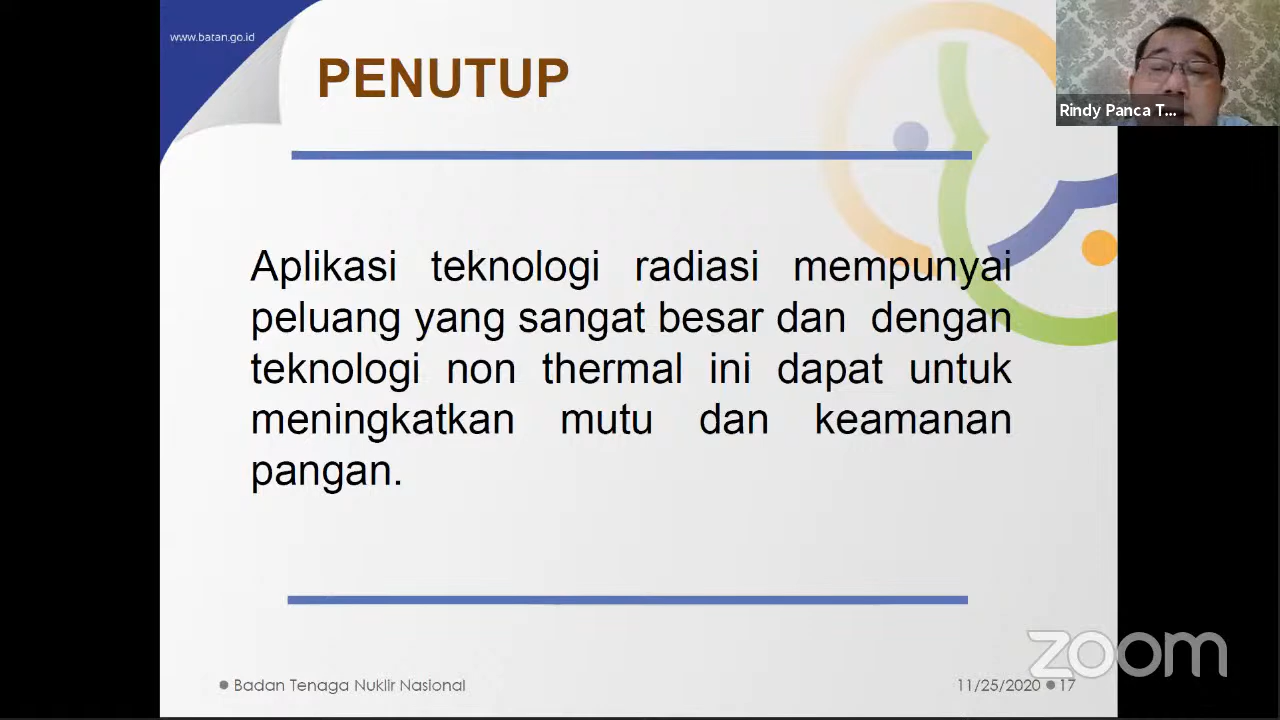 www.batan.go.id
PENUTUP
Rindy Panca T...
Aplikasi teknologi radiasi mempunyai
peluang yang sangat besar dan dengan
teknologi non thermal ini dapat untuk
meningkatkan mutu dan keamanan
pangan.
zoom
Badan Tenaga Nuklir Nasional
11/25/2020 17